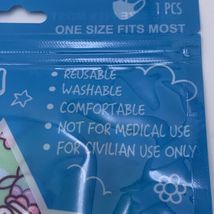 1 PCS
ONE SIZE FITS MOST
• REUSABLE
• WASHABLE
• COMFORTABLE
• NOT FOR MEDICAL USE
• FOR CIVILIAN USE ONLY